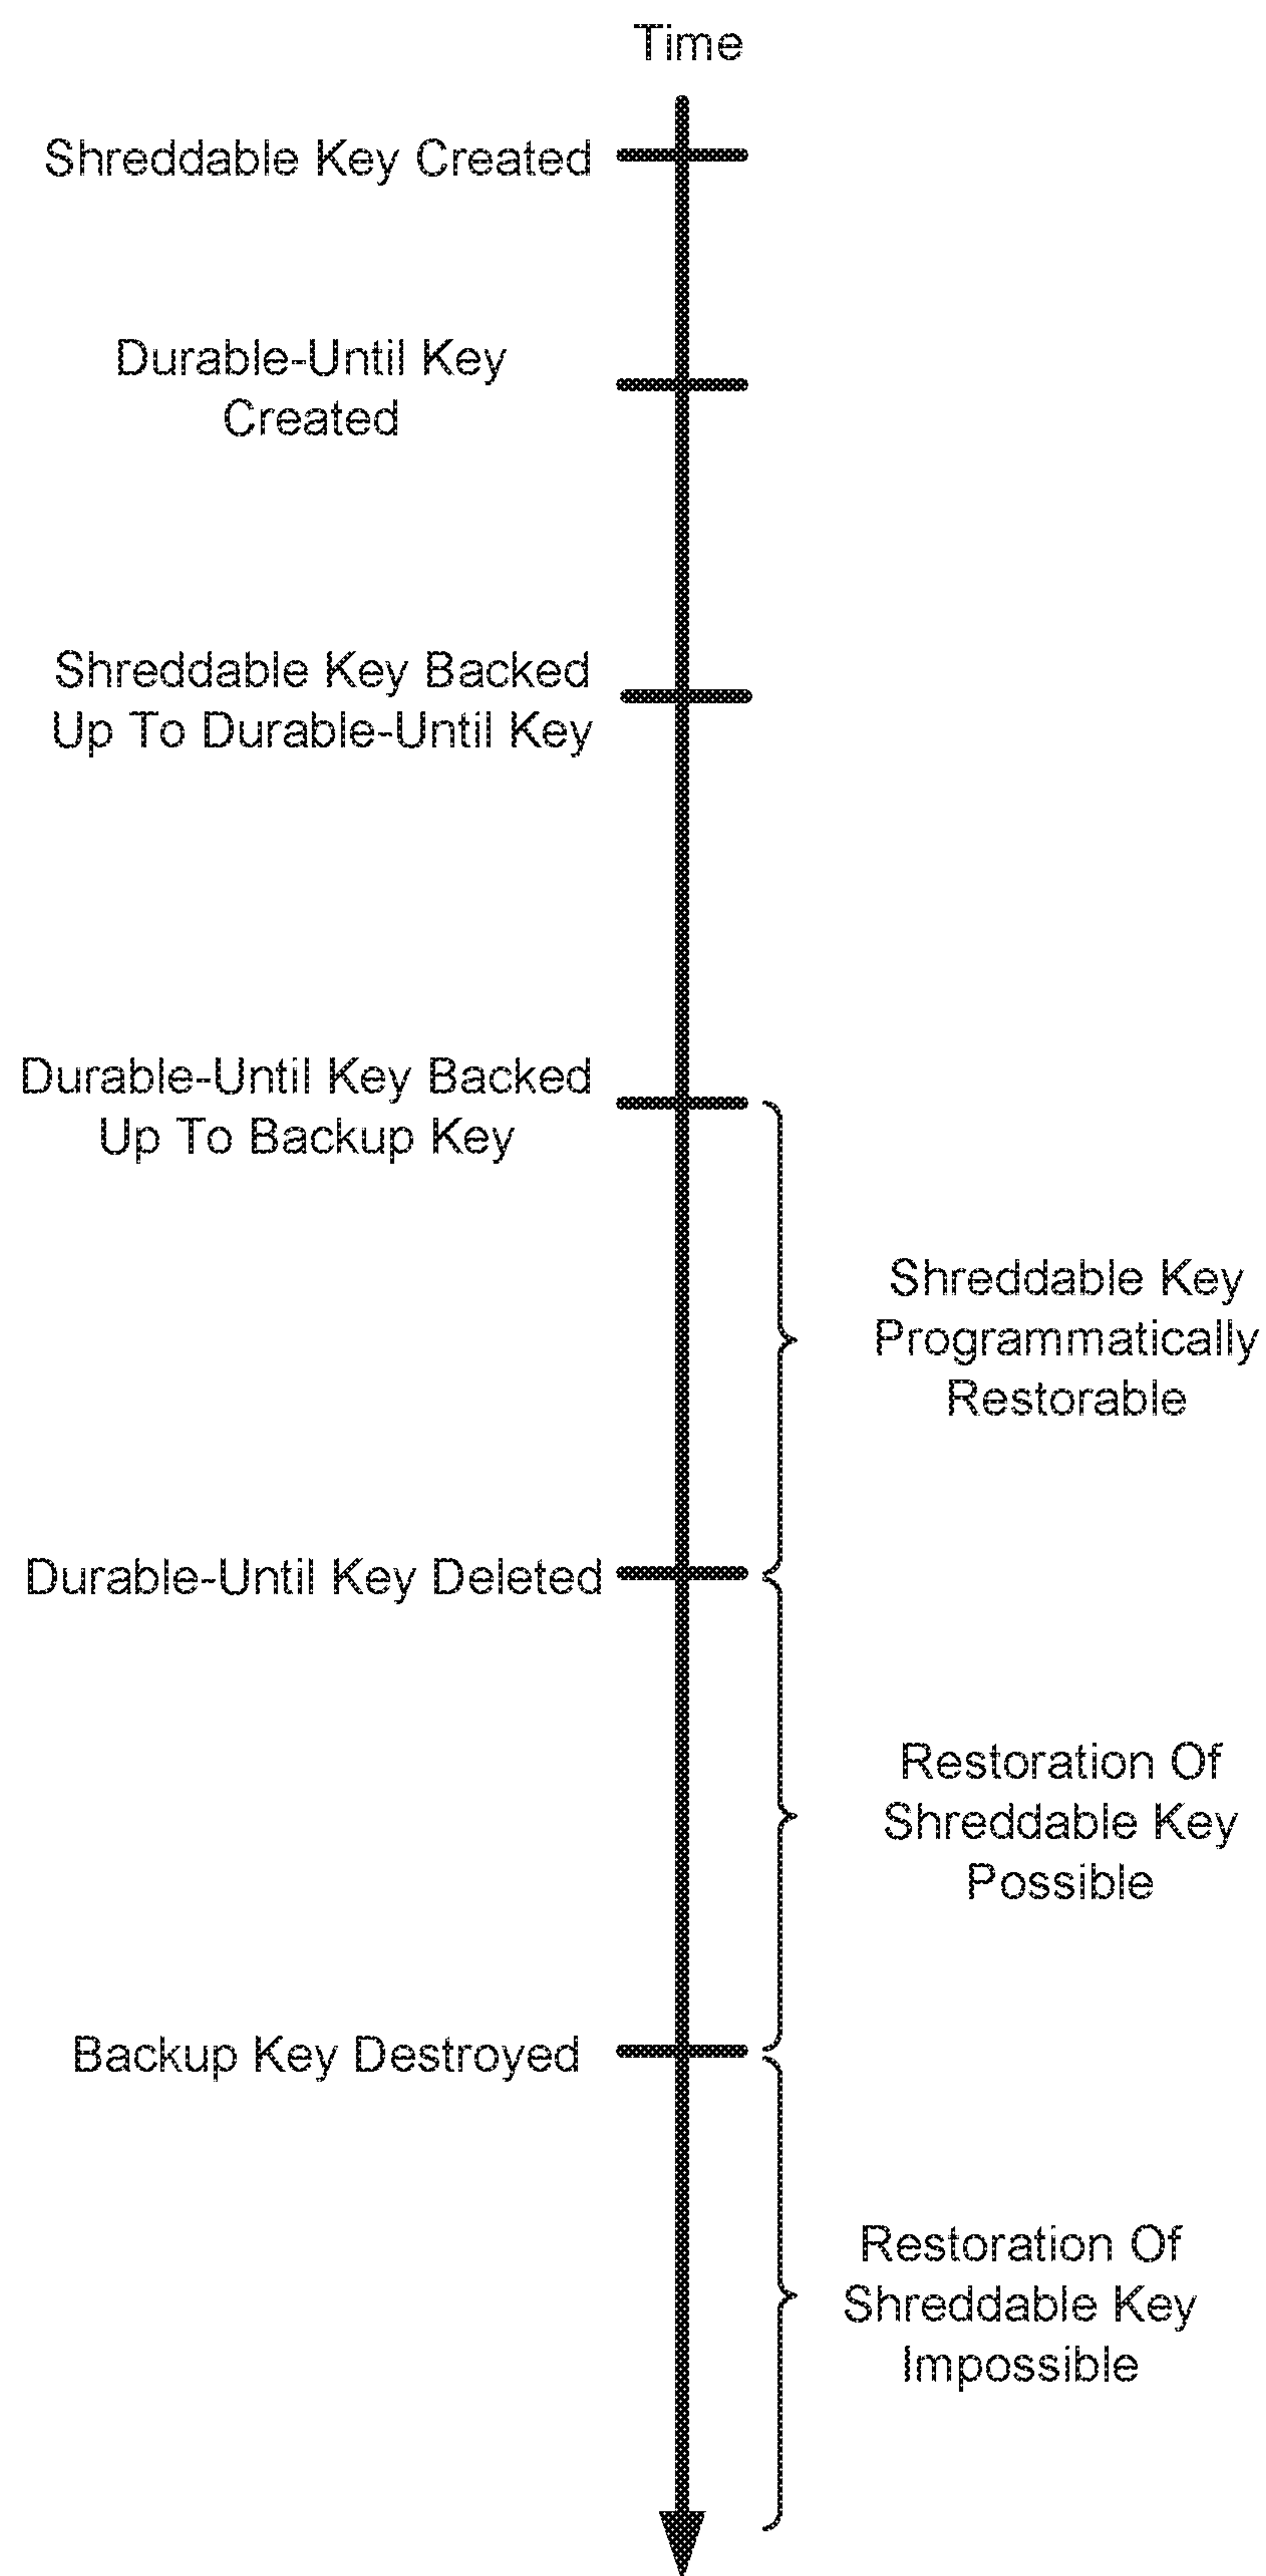 Time
Shreddable Key Created
Durable-Until Key
Created
Shreddable Key Backed
Up To Durable-Until Key
Durable-Until Key Backed
Up To Backup Key
Shreddable Key
Programmatically
Restorable
Durable-Until Key Deleted
Restoration Of
Shreddable Key
Possible
Backup Key Destroyed
Restoration Of
Shreddable Key
Impossible